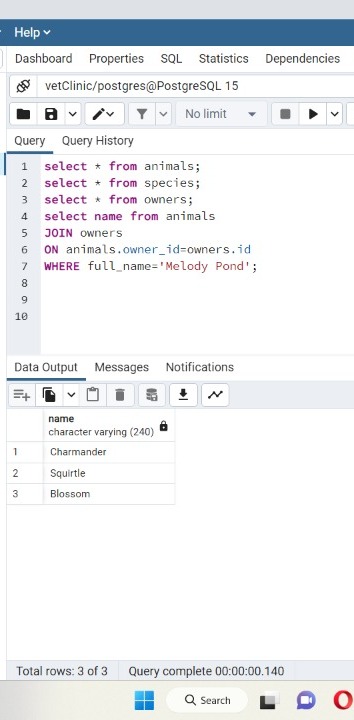 Help
Dashboard Properties SQL Statistics Dependencies
vetClinic/postgres@PostgreSQL 15
No limit
Query Query History
1 select * from animals;
2 select * from species;
3 select * from owners;
4 select name from animals
5 JOIN owners
6 ON animals.owner_id=owners.id
7 WHERE full_name='Melody Pond';
8
9
10
Data Output Messages Notifications
name
character varying (240)
1 Charmander
2 Squirtle
3 Blossom
Total rows: 3 of 3 Query complete 00:00:00.140
Search